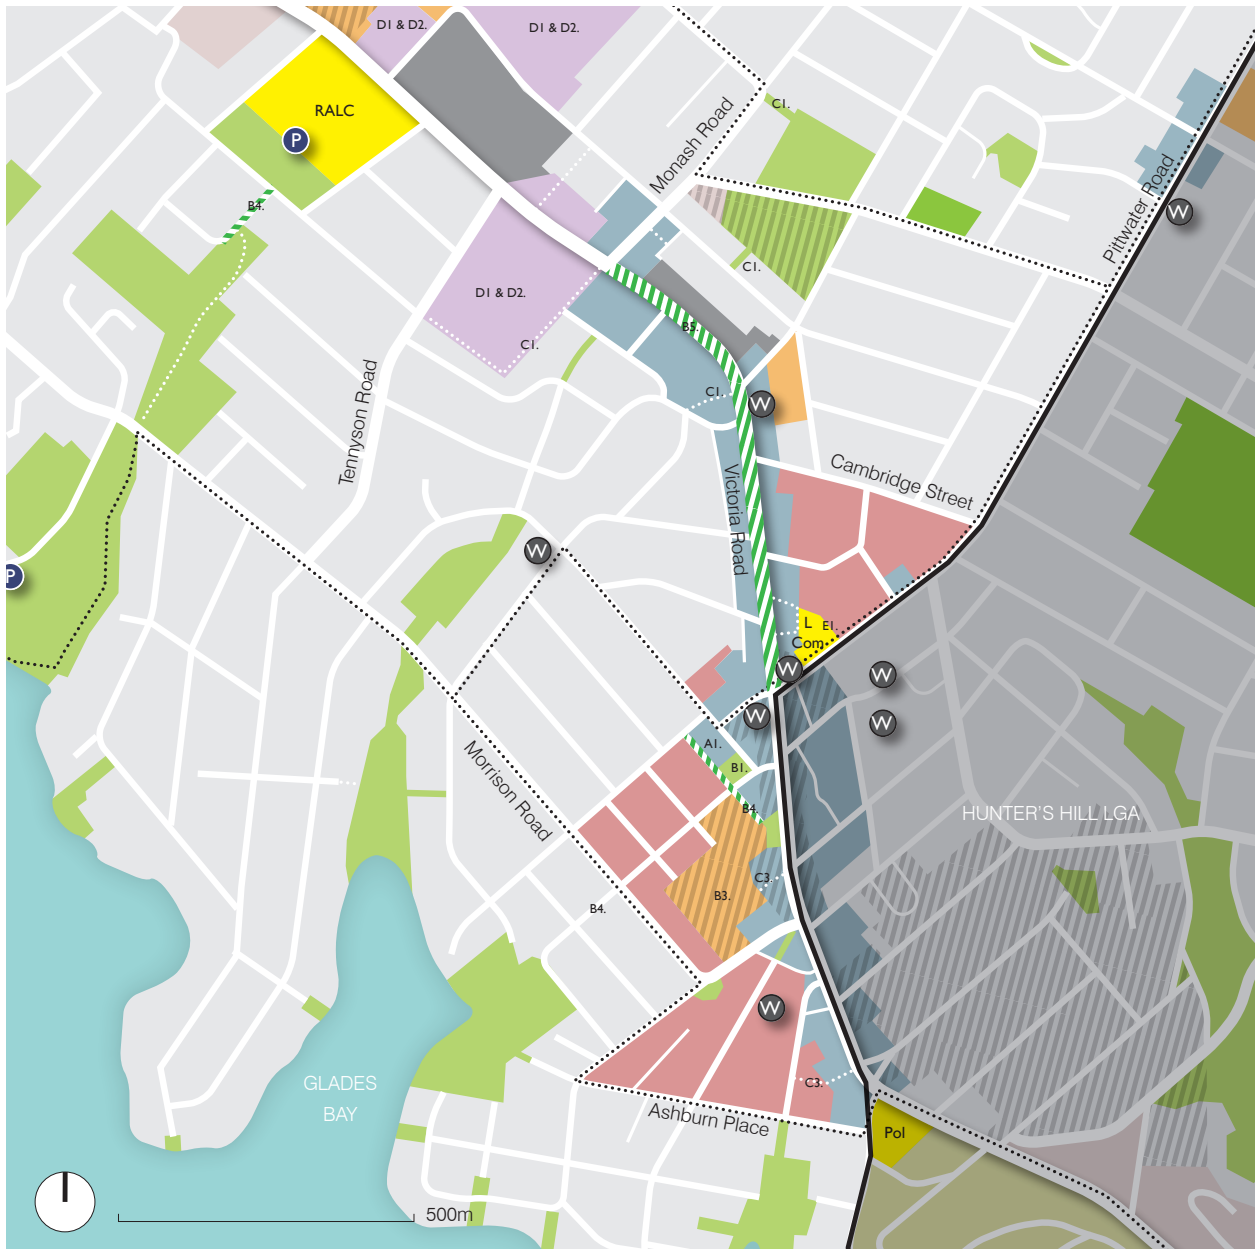 D1 & D2.
D1 & D2.
RALC
P
C1.
Monash Road
Pittwater Road
W
B4.
C1.
D1 & D2.
B5.
C1.
C1.
W
Tennyson Road
Victoria Road
Cambridge Street
W
P
L
E1.
Com
W
W
W
W
A1.
B1.
Morrison Road
B4.
HUNTER'S HILL LGA
C3.
B3.
B4.
W
GLADES
BAY
C3.
Ashburn Place
Pol
500m